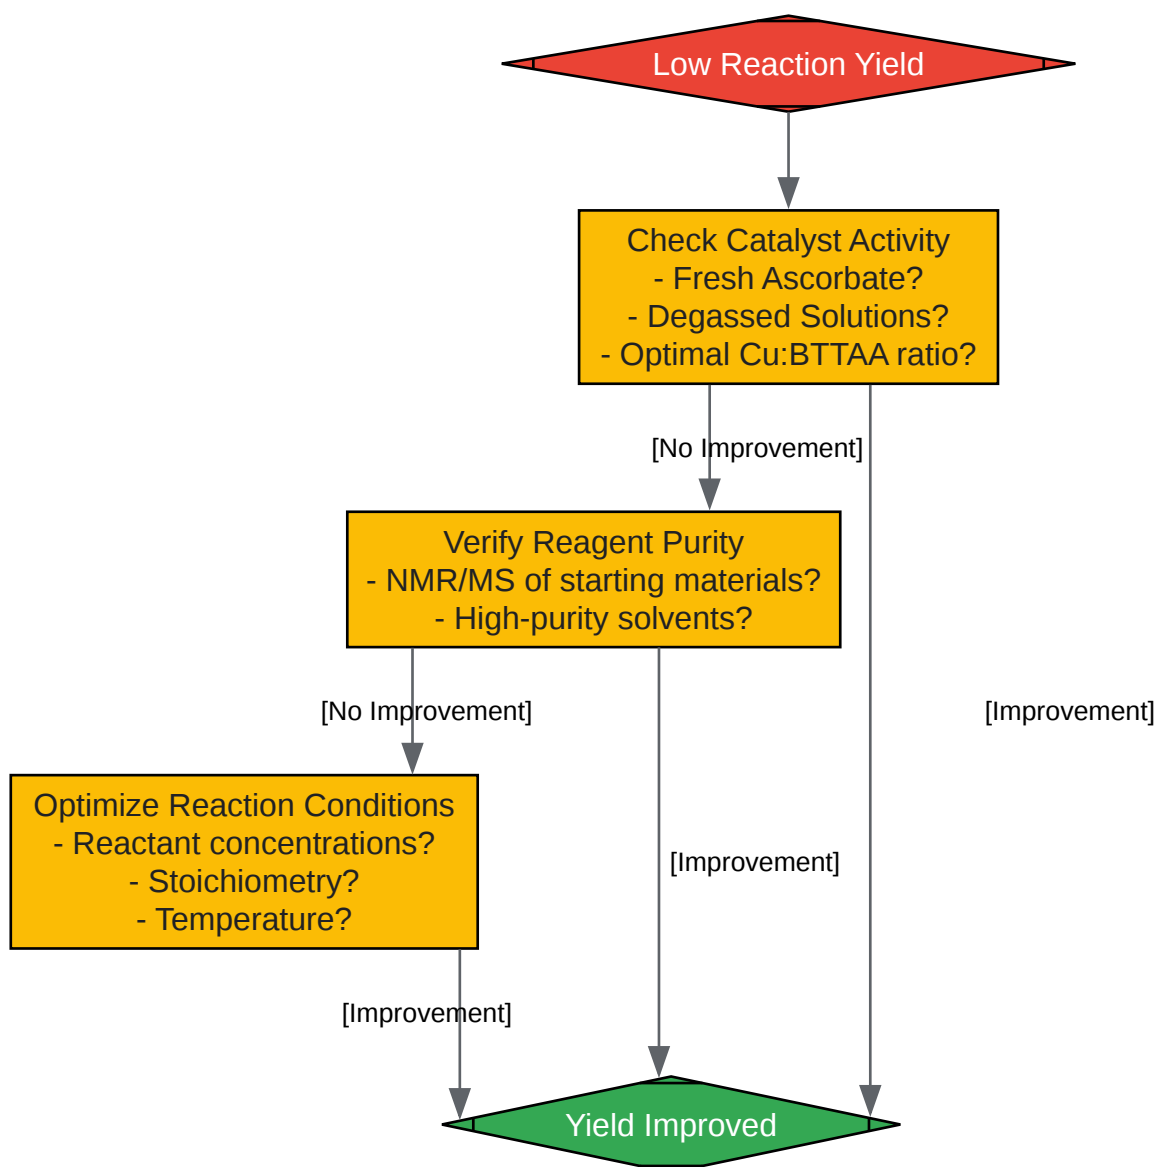 Low Reaction Yield
Check Catalyst Activity
- Fresh Ascorbate?
- Degassed Solutions?
- Optimal Cu:BTTAA ratio?
[No Improvement]
Verify Reagent Purity
- NMR/MS of starting materials?
- High-purity solvents?
[No Improvement]
[Improvement]
Optimize Reaction Conditions
- Reactant concentrations?
- Stoichiometry?
- Temperature?
[Improvement]
[Improvement]
Yield Improved